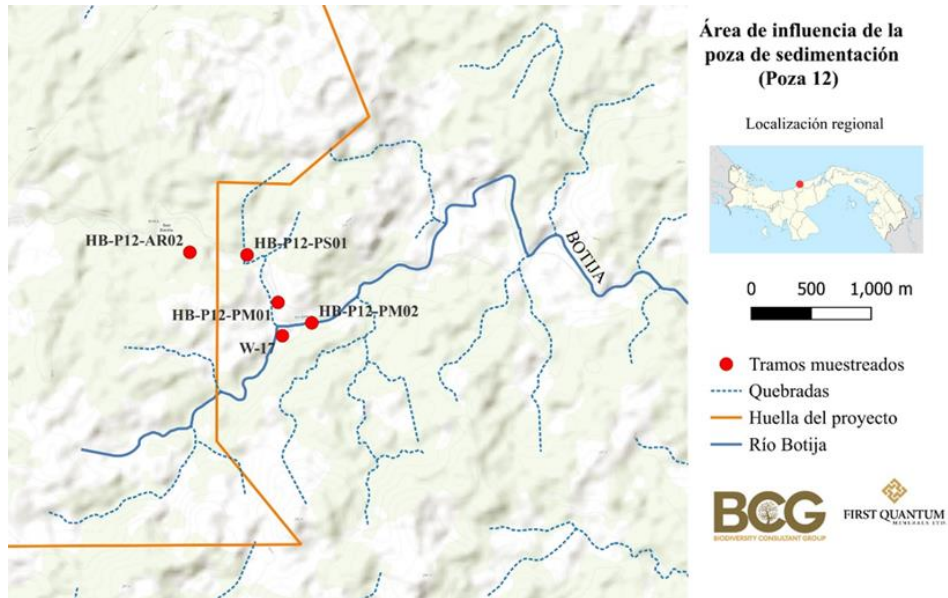 Área de influencia de la
poza de sedimentación
(Poza 12)
Localización regional
HB-P12-AR02
HB-P12-PS01
BOTIJA
HB-P12-PM01
HB-P12-PM02
W-17
0 500 1,000 m
Tramos muestreados
Quebradas
Huella del proyecto
Río Botija
BCG
BIODIVERSITY CONSULTANT GROUP
FIRST QUANTUM
MINERALS LTD